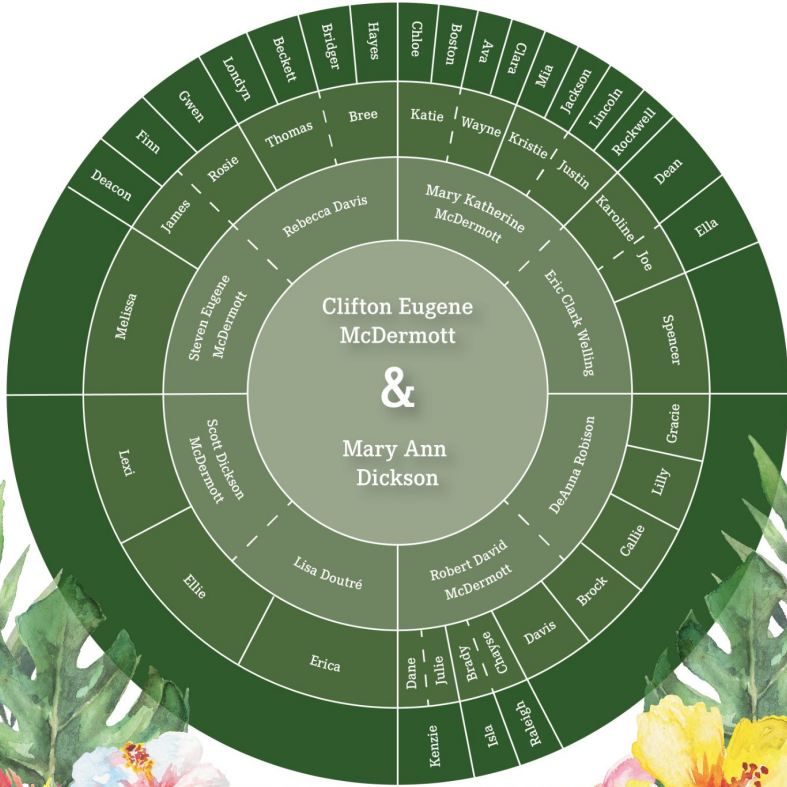 Clifton Eugene
McDermott
&
Mary Ann
Dickson
Mary Katherine
McDermott
Eric Clark Welling
DeAnna Robison
Robert David
McDermott
Lisa Doutré
Scott Dickson
McDermott
Steven Eugene
McDermott
Rebecca Davis
Katie
Wayne
Kristie
Justin
Karoline
Joe
Spencer
Gracie
Lilly
Callie
Brock
Davis
Chayse
Brady
Julie
Dane
Erica
Ellie
Lexi
Melissa
James
Rosie
Thomas
Bree
Chloe
Boston
Ava
Clara
Mia
Jackson
Lincoln
Rockwell
Dean
Ella
Raleigh
Isla
Kenzie
Deacon
Finn
Gwen
Londyn
Beckett
Bridger
Hayes